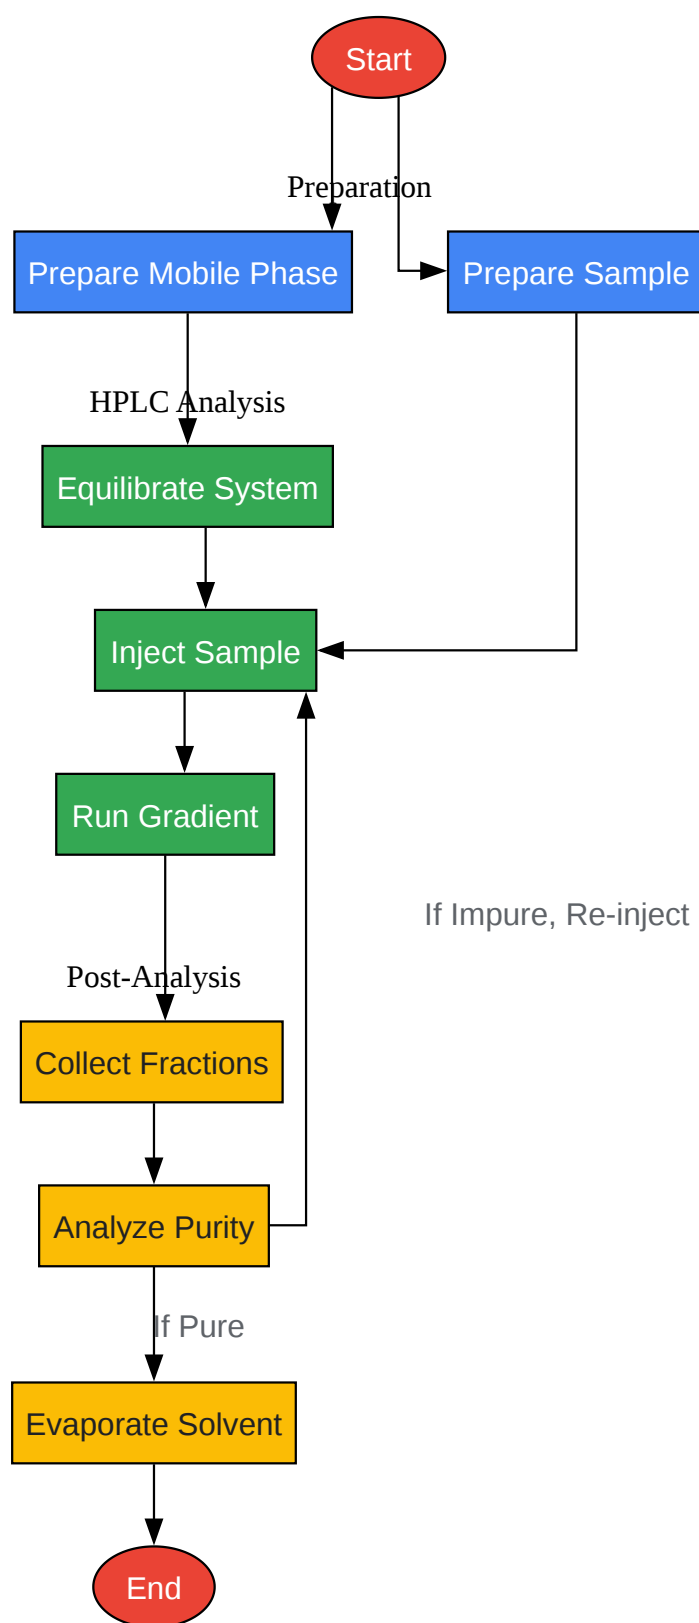 Start
Preparation
Prepare Mobile Phase
Prepare Sample
HPLC Analysis
Equilibrate System
Inject Sample
Run Gradient
If Impure, Re-inject
Post-Analysis
Collect Fractions
Analyze Purity
If Pure
Evaporate Solvent
End